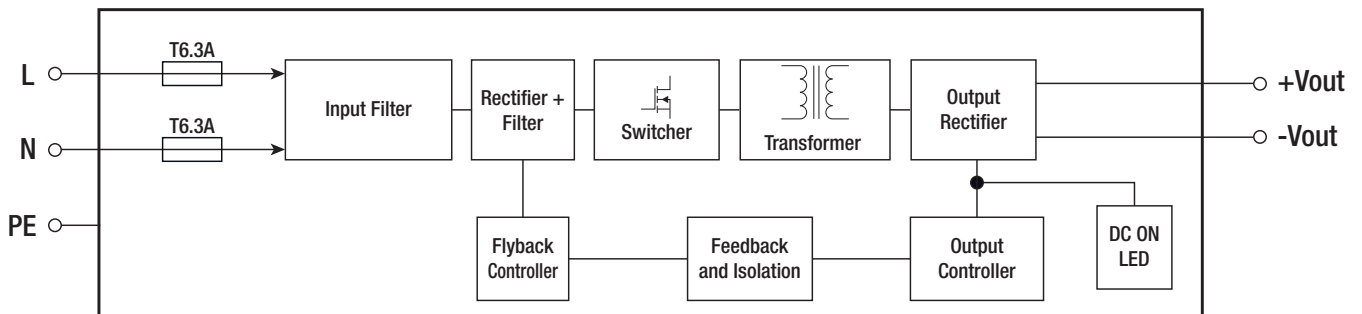 T6.3A
L
Input Filter
Rectifier +
Filter
Switcher
Transformer
Output
Rectifier
+Vout
T6.3A
N
-Vout
PE
Flyback
Controller
Feedback
and Isolation
Output
Controller
DC ON
LED